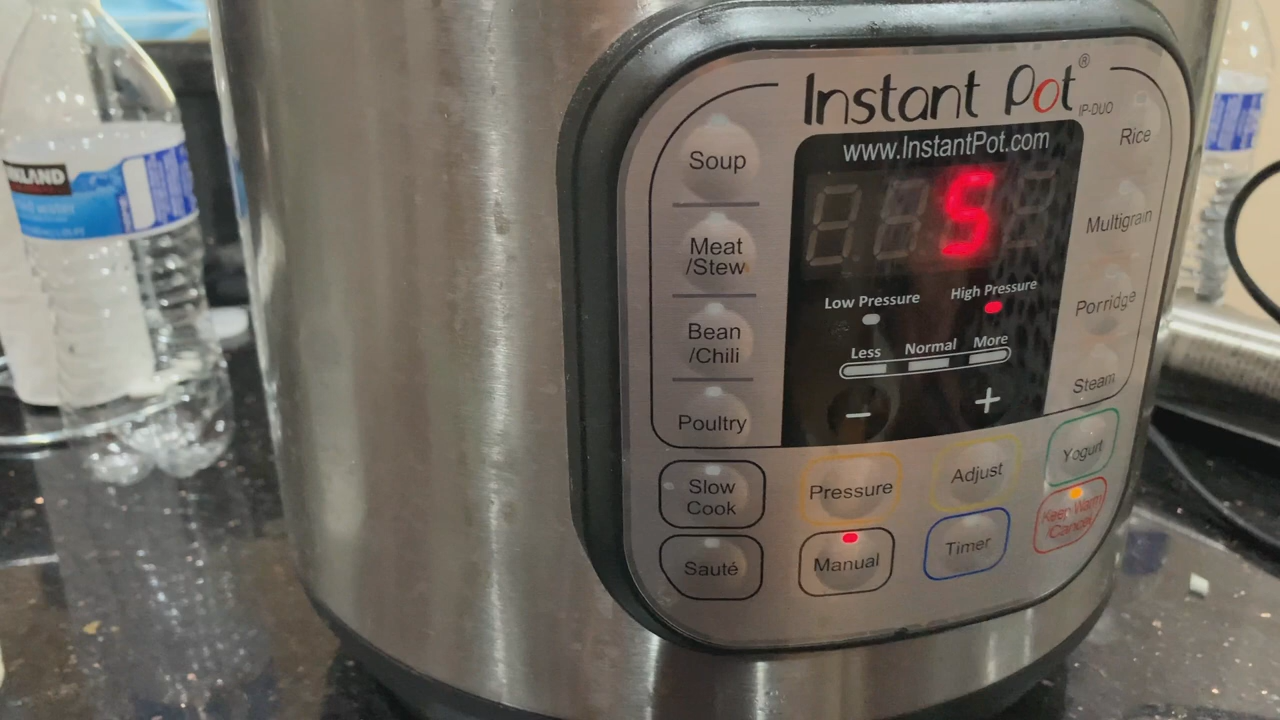 Instant Pot®
IP-DUO
www.InstantPot.com
5
Low Pressure
High Pressure
Less
Normal
More
−
+
Soup
Meat
/Stew
Bean
/Chili
Poultry
Rice
Multigrain
Porridge
Steam
Slow
Cook
Pressure
Adjust
Yogurt
Sauté
Manual
Timer
Keep Warm
/Cancel